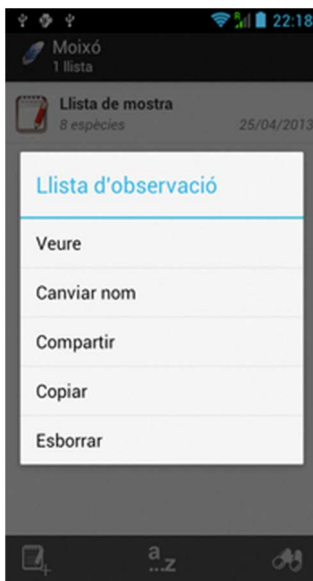 22:18
Moixó
1 llista
Llista de mostra
8 espècies 25/04/2013
Llista d'observació
Veure
Canviar nom
Compartir
Copiar
Esborrar
a
...z